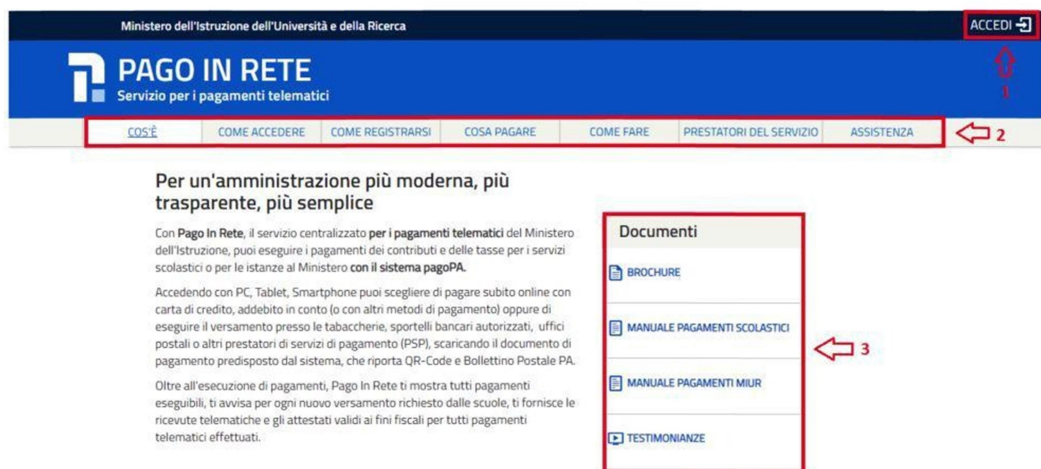 Ministero dell'Istruzione dell'Università e della Ricerca
ACCEDI
1
PAGO IN RETE
Servizio per i pagamenti telematici
COS'È COME ACCEDERE COME REGISTRARSI COSA PAGARE COME FARE PRESTATORI DEL SERVIZIO ASSISTENZA
2
Per un'amministrazione più moderna, più
trasparente, più semplice
Con Pago In Rete, il servizio centralizzato per i pagamenti telematici del Ministero
dell'Istruzione, puoi eseguire i pagamenti dei contributi e delle tasse per i servizi
scolastici o per le istanze al Ministero con il sistema pagoPA.
Accedendo con PC, Tablet, Smartphone puoi scegliere di pagare subito online con
carta di credito, addebito in conto (o con altri metodi di pagamento) oppure di
eseguire il versamento presso le tabaccherie, sportelli bancari autorizzati, uffici
postali o altri prestatori di servizi di pagamento (PSP), scaricando il documento di
pagamento predisposto dal sistema, che riporta QR-Code e Bollettino Postale PA.
Oltre all'esecuzione di pagamenti, Pago In Rete ti mostra tutti pagamenti
eseguibili, ti avvisa per ogni nuovo versamento richiesto dalle scuole, ti fornisce le
ricevute telematiche e gli attestati validi ai fini fiscali per tutti pagamenti
telematici effettuati.
Documenti
BROCHURE
MANUALE PAGAMENTI SCOLASTICI
MANUALE PAGAMENTI MIUR
TESTIMONIANZE
3